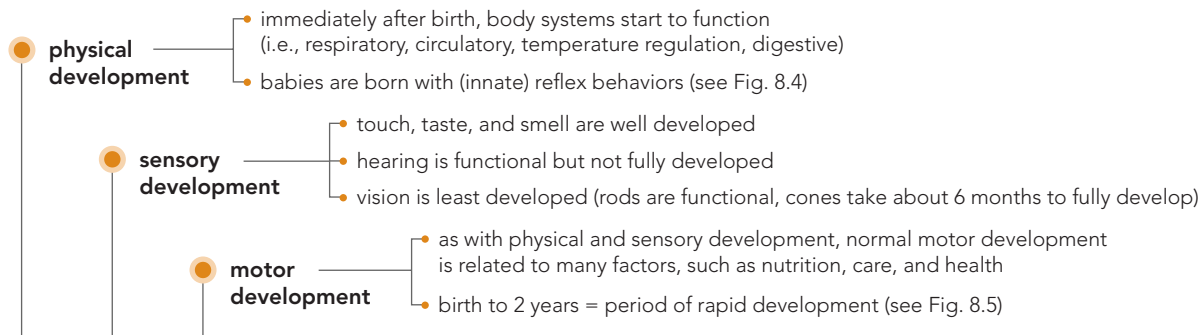 physical
development
immediately after birth, body systems start to function
(i.e., respiratory, circulatory, temperature regulation, digestive)
babies are born with (innate) reflex behaviors (see Fig. 8.4)
sensory
development
touch, taste, and smell are well developed
hearing is functional but not fully developed
vision is least developed (rods are functional, cones take about 6 months to fully develop)
motor
development
as with physical and sensory development, normal motor development
is related to many factors, such as nutrition, care, and health
birth to 2 years = period of rapid development (see Fig. 8.5)